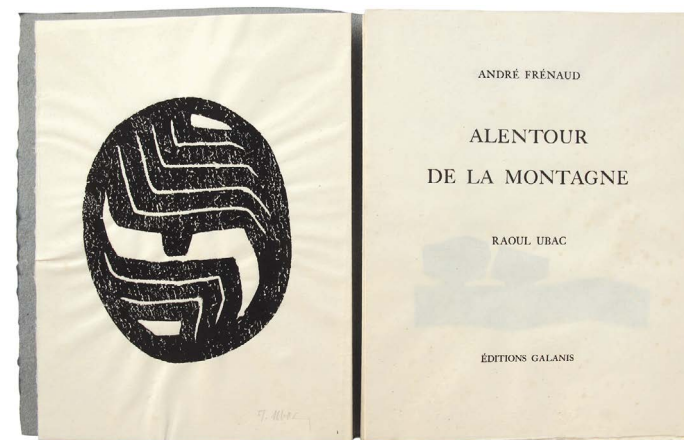 ANDRÉ FRÉNAUD
ALENTOUR
DE LA MONTAGNE
RAOUL UBAC
ÉDITIONS GALANIS